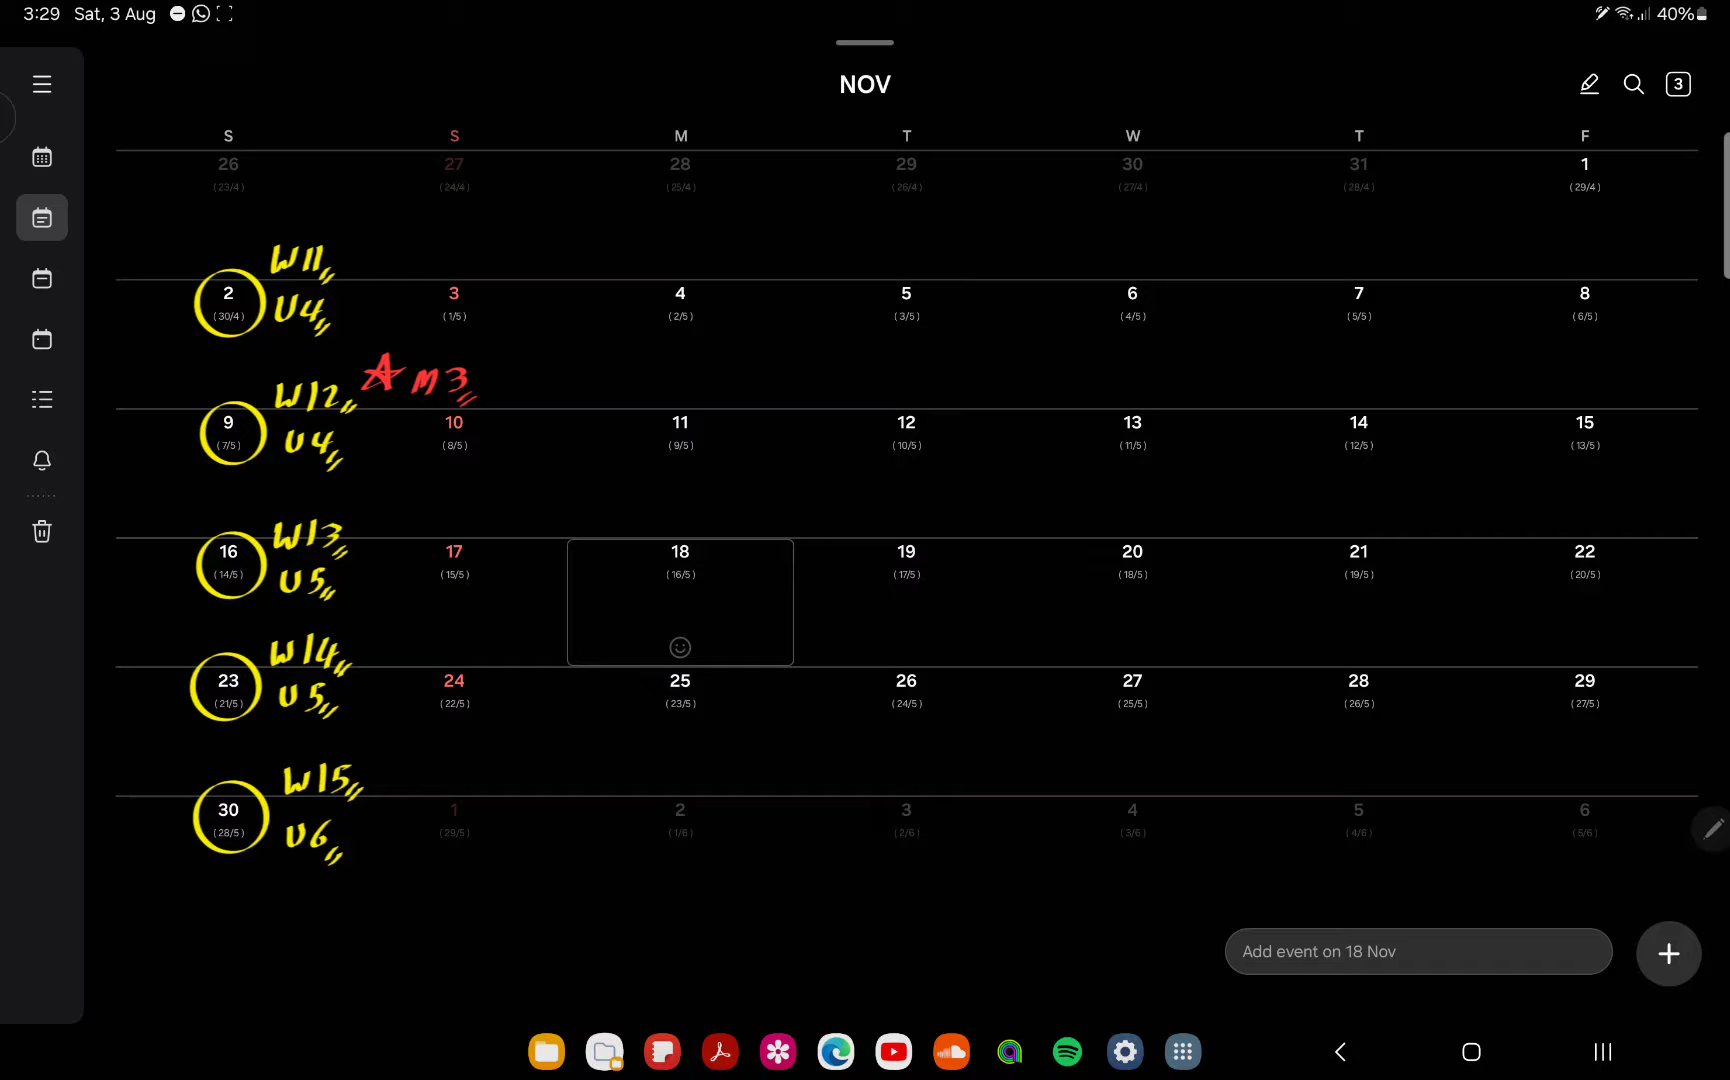 3:29 Sat, 3 Aug 40%
NOV 3
S S M T W T F
26 27 28 29 30 31 1
(23/4) (24/4) (25/4) (26/4) (27/4) (28/4) (29/4)
W11
2 3 4 5 6 7 8
(30/4) (1/5) (2/5) (3/5) (4/5) (5/5) (6/5)
U4
W12 M3
9 10 11 12 13 14 15
(7/5) (8/5) (9/5) (10/5) (11/5) (12/5) (13/5)
U4
W13
16 17 18 19 20 21 22
(14/5) (15/5) (16/5) (17/5) (18/5) (19/5) (20/5)
U5
W14
23 24 25 26 27 28 29
(21/5) (22/5) (23/5) (24/5) (25/5) (26/5) (27/5)
U5
W15
30 1 2 3 4 5 6
(28/5) (29/5) (1/6) (2/6) (3/6) (4/6) (5/6)
U6
Add event on 18 Nov